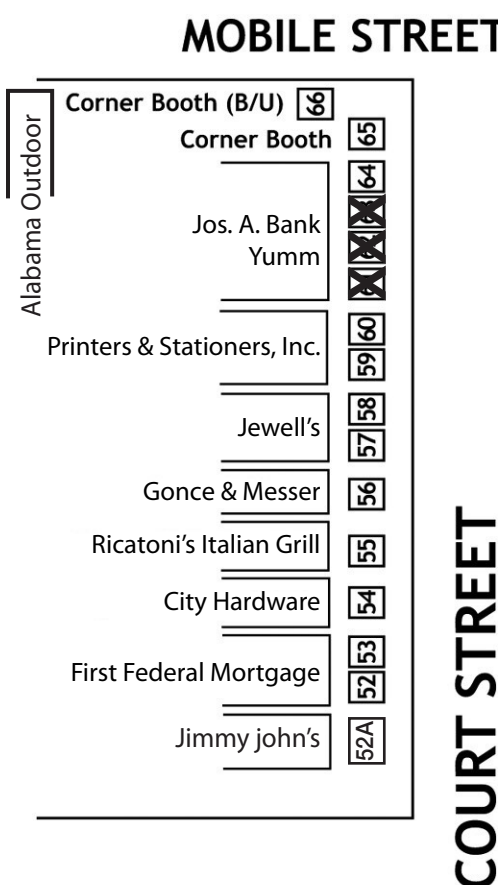 MOBILE STREET
Corner Booth (B/U) 66
Corner Booth 65
Alabama Outdoor
64
Jos. A. Bank
Yumm
Printers & Stationers, Inc.
60
59
Jewell's
58
57
Gonce & Messer 56
Ricatoni's Italian Grill 55
City Hardware 54
First Federal Mortgage
53
52
Jimmy john's 52A
COURT STREET